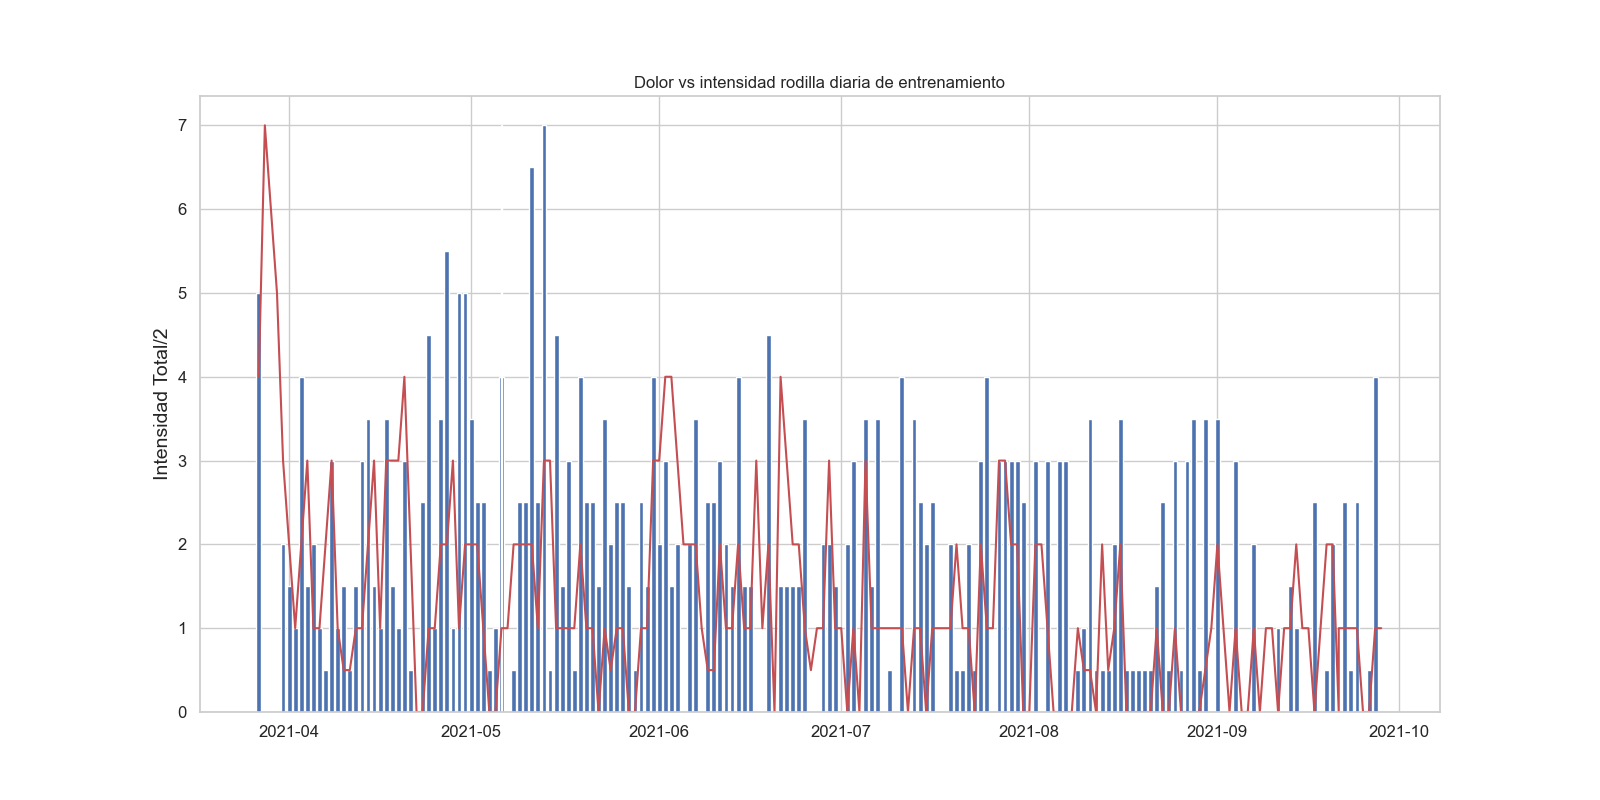 Dolor vs intensidad rodilla diaria de entrenamiento
Intensidad Total/2
7
6
5
4
3
2
1
0
2021-04 2021-05 2021-06 2021-07 2021-08 2021-09 2021-10